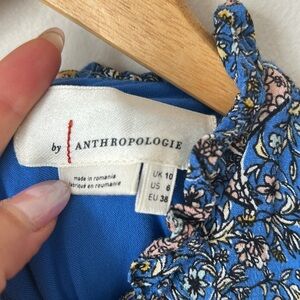 by ANTHROPOLOGIE
made in romania
fabriqué en roumanie
UK 10
US 6
EU 38